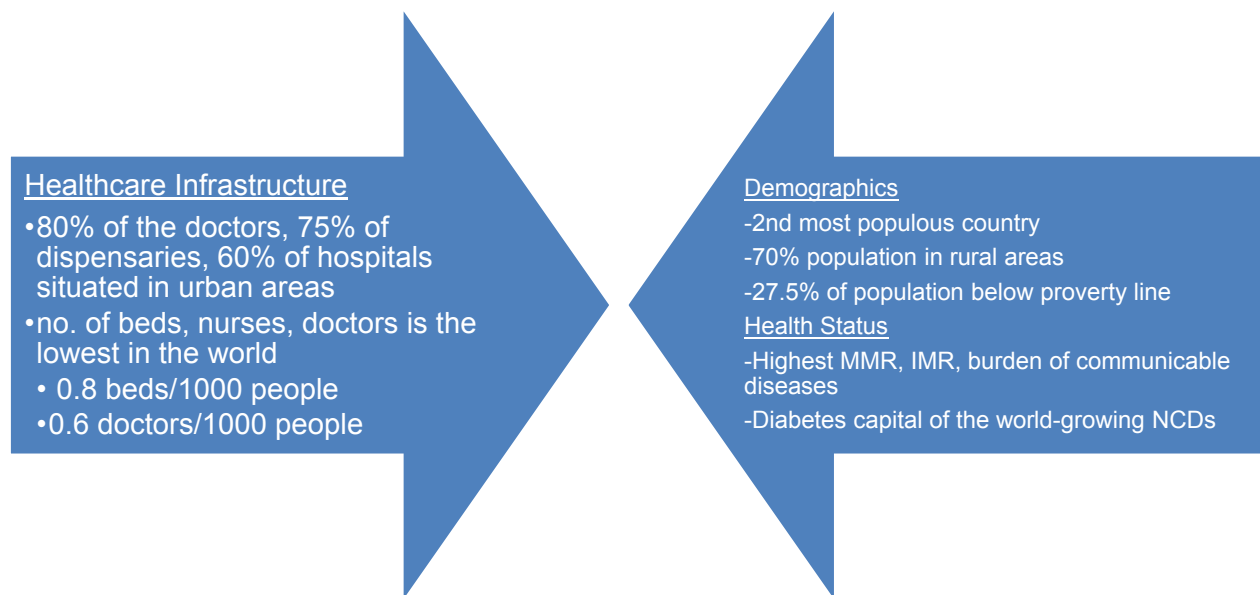 Healthcare Infrastructure
•80% of the doctors, 75% of
dispensaries, 60% of hospitals
situated in urban areas
•no. of beds, nurses, doctors is the
lowest in the world
• 0.8 beds/1000 people
•0.6 doctors/1000 people
Demographics
-2nd most populous country
-70% population in rural areas
-27.5% of population below proverty line
Health Status
-Highest MMR, IMR, burden of communicable
diseases
-Diabetes capital of the world-growing NCDs